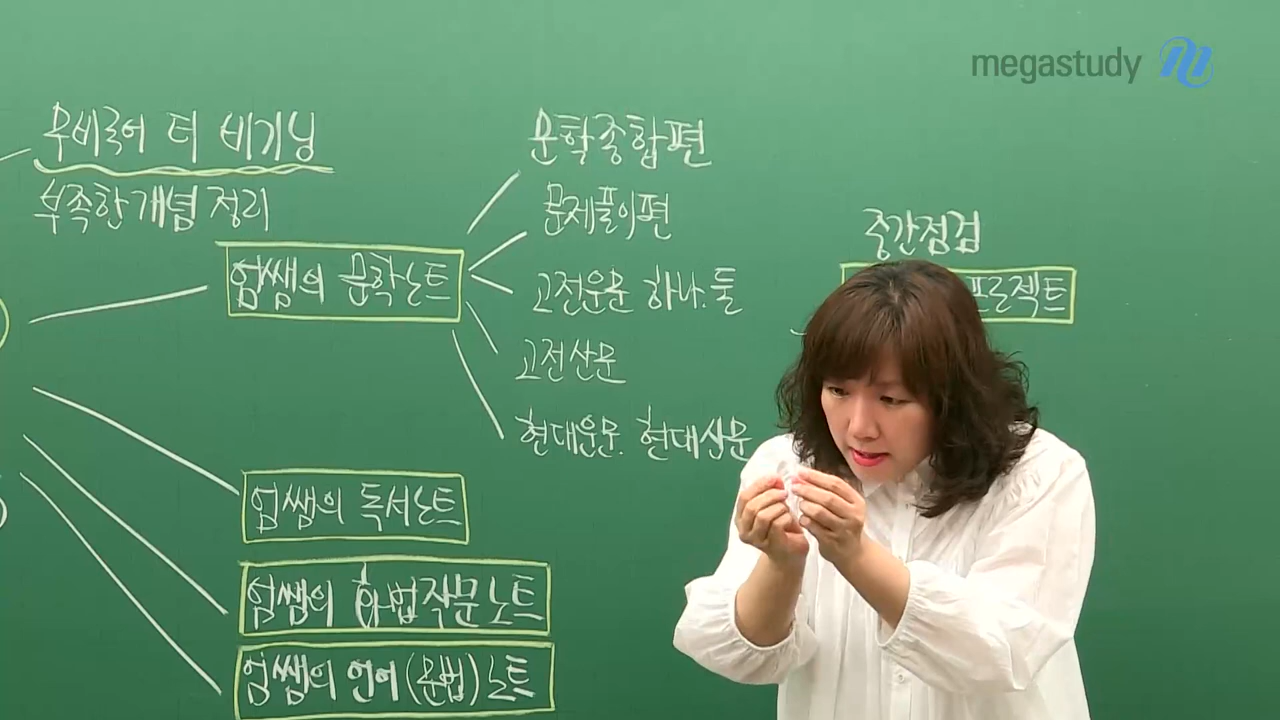 megastudy
무비국어 더 비기닝
부족한 개념 정리
엄쌤의 문학노트
문학종합편
문제풀이편
고전운문 하나.둘
고전산문
현대운문. 현대산문
중간점검
프로젝트
엄쌤의 독서노트
엄쌤의 화법작문노트
엄쌤의 언어(문법)노트